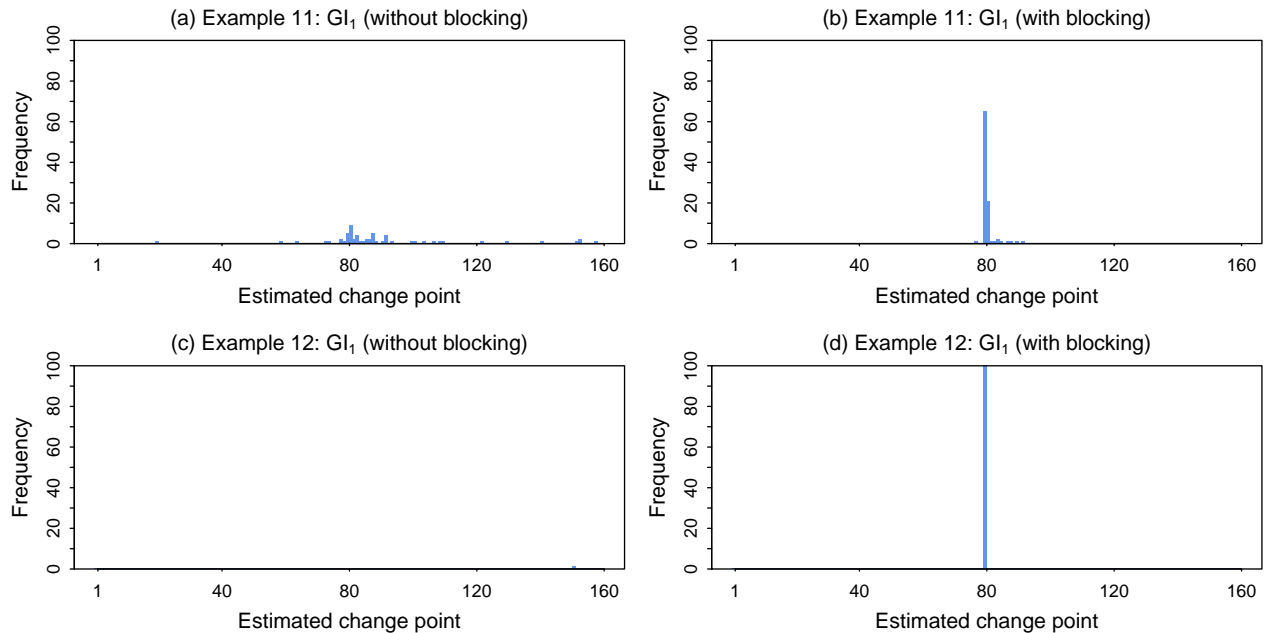 (a) Example 11: GI₁ (without blocking)
Frequency
0 20 40 60 80 100
1 40 80 120 160
Estimated change point
(b) Example 11: GI₁ (with blocking)
Frequency
0 20 40 60 80 100
1 40 80 120 160
Estimated change point
(c) Example 12: GI₁ (without blocking)
Frequency
0 20 40 60 80 100
1 40 80 120 160
Estimated change point
(d) Example 12: GI₁ (with blocking)
Frequency
0 20 40 60 80 100
1 40 80 120 160
Estimated change point